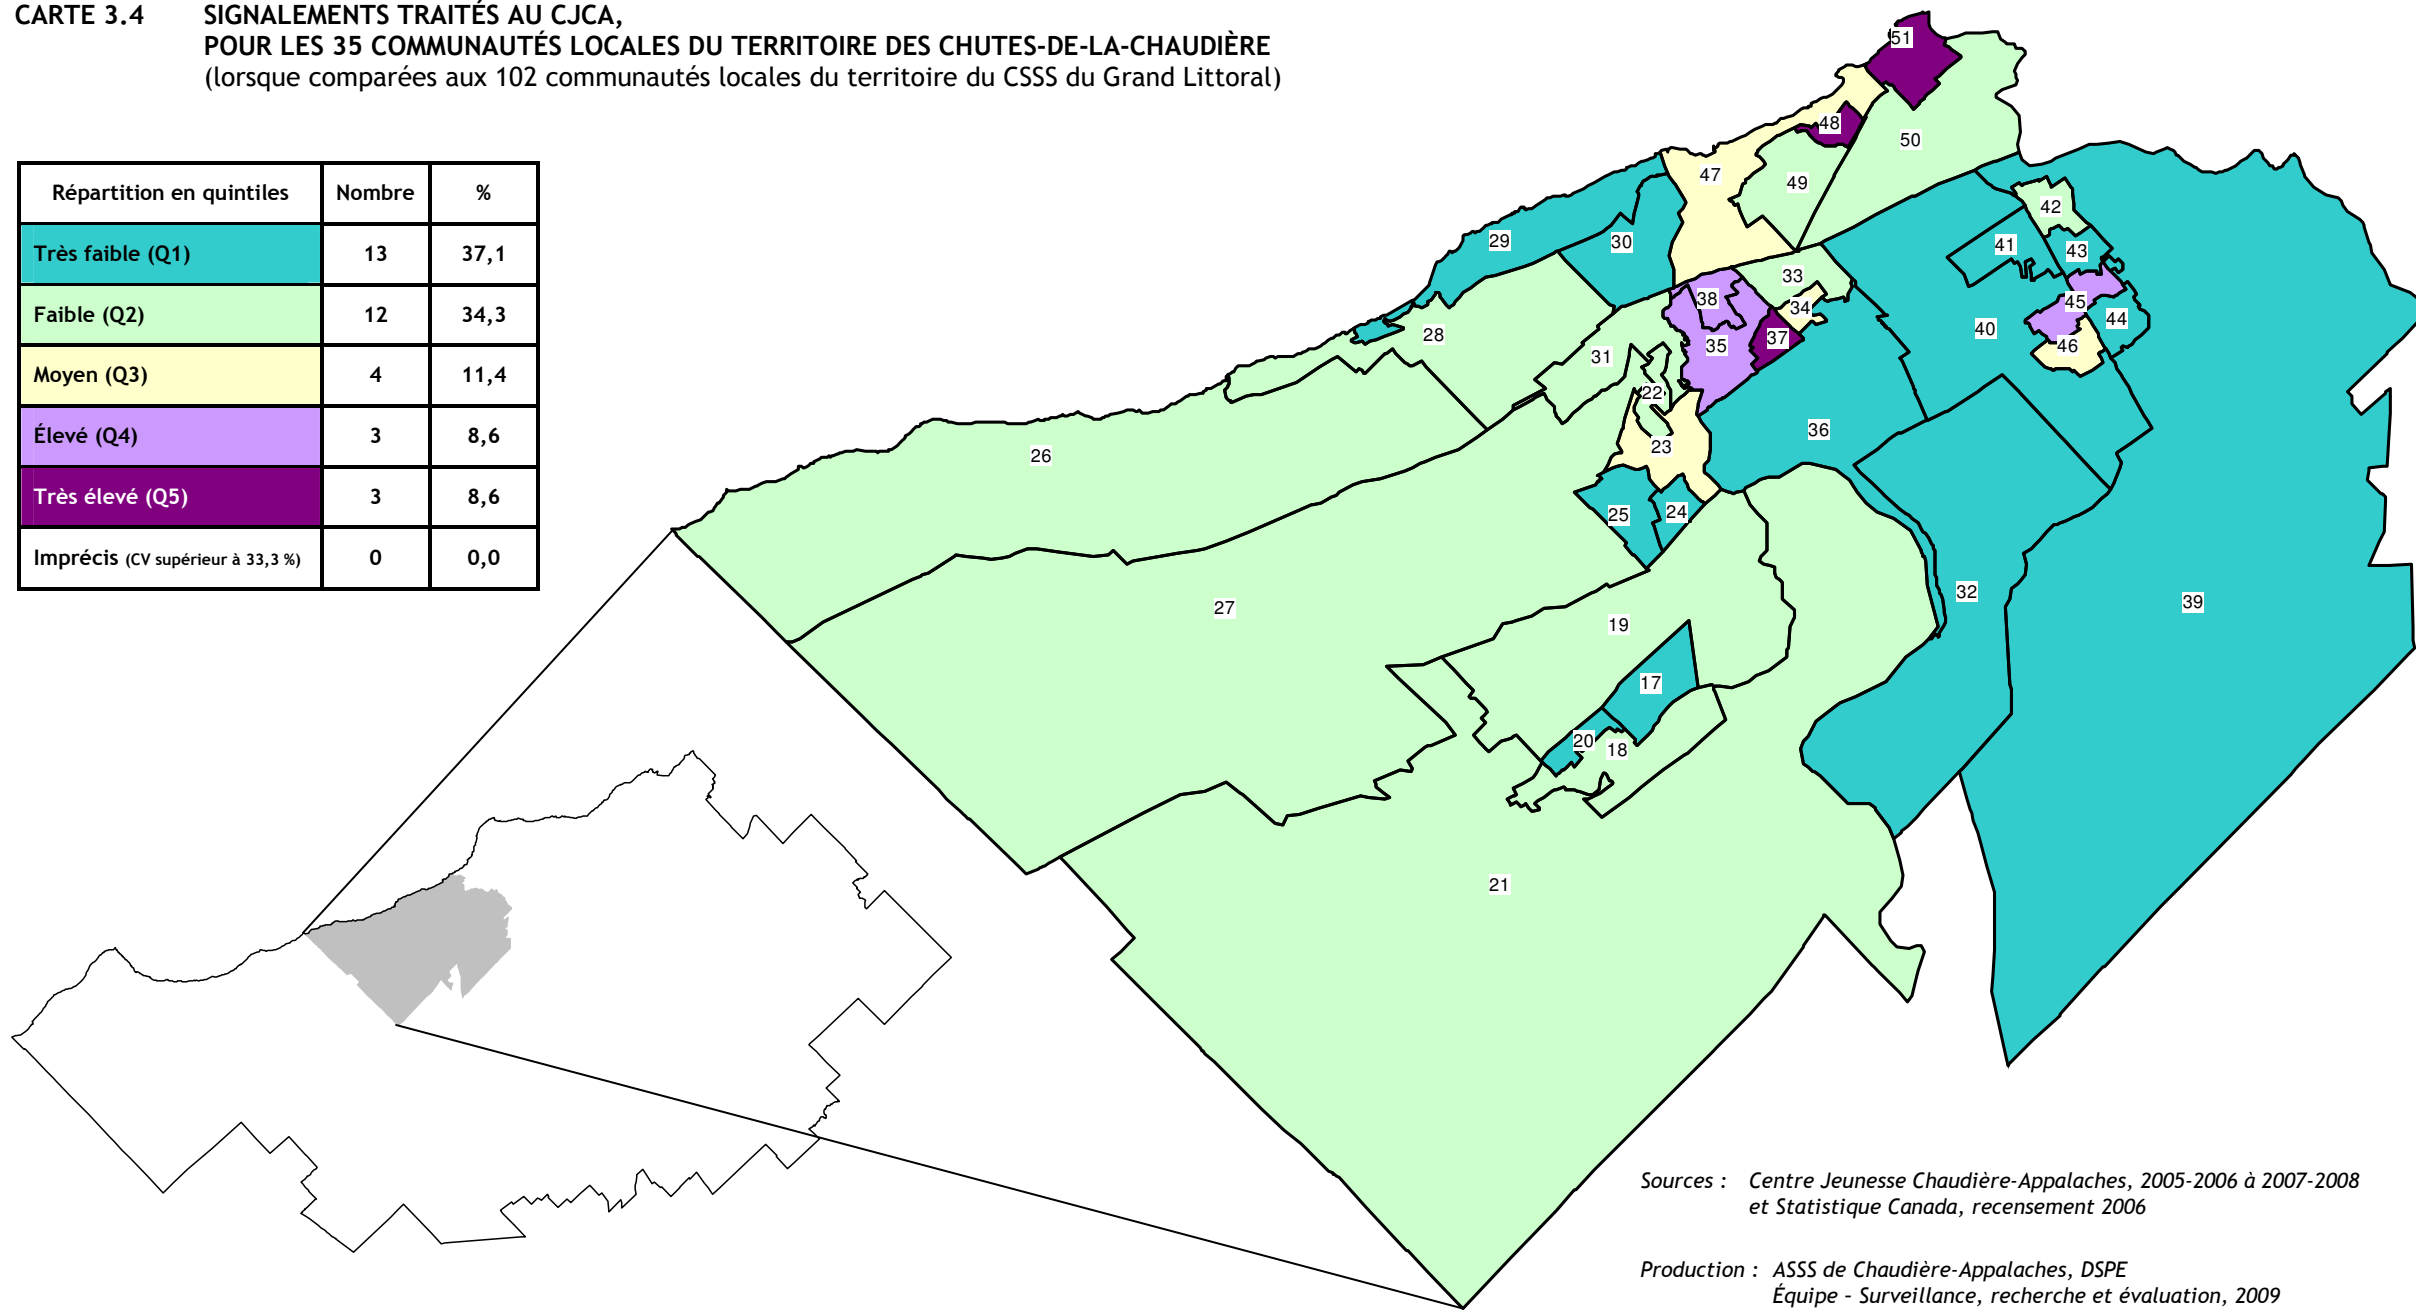 CARTE 3.4 SIGNALEMENTS TRAITÉS AU CJCA,
POUR LES 35 COMMUNAUTÉS LOCALES DU TERRITOIRE DES CHUTES-DE-LA-CHAUDIÈRE
(lorsque comparées aux 102 communautés locales du territoire du CSSS du Grand Littoral)
Répartition en quintiles Nombre %
Très faible (Q1) 13 37,1
Faible (Q2) 12 34,3
Moyen (Q3) 4 11,4
Élevé (Q4) 3 8,6
Très élevé (Q5) 3 8,6
Imprécis (CV supérieur à 33,3 %) 0 0,0
51
48
50
47
49
42
29
30
41
43
33
38
45
34
44
28
40
37
35
46
31
22
36
23
26
25
24
32
39
27
19
17
20
18
21
Sources : Centre Jeunesse Chaudière-Appalaches, 2005-2006 à 2007-2008
et Statistique Canada, recensement 2006
Production : ASSS de Chaudière-Appalaches, DSPE
Équipe - Surveillance, recherche et évaluation, 2009